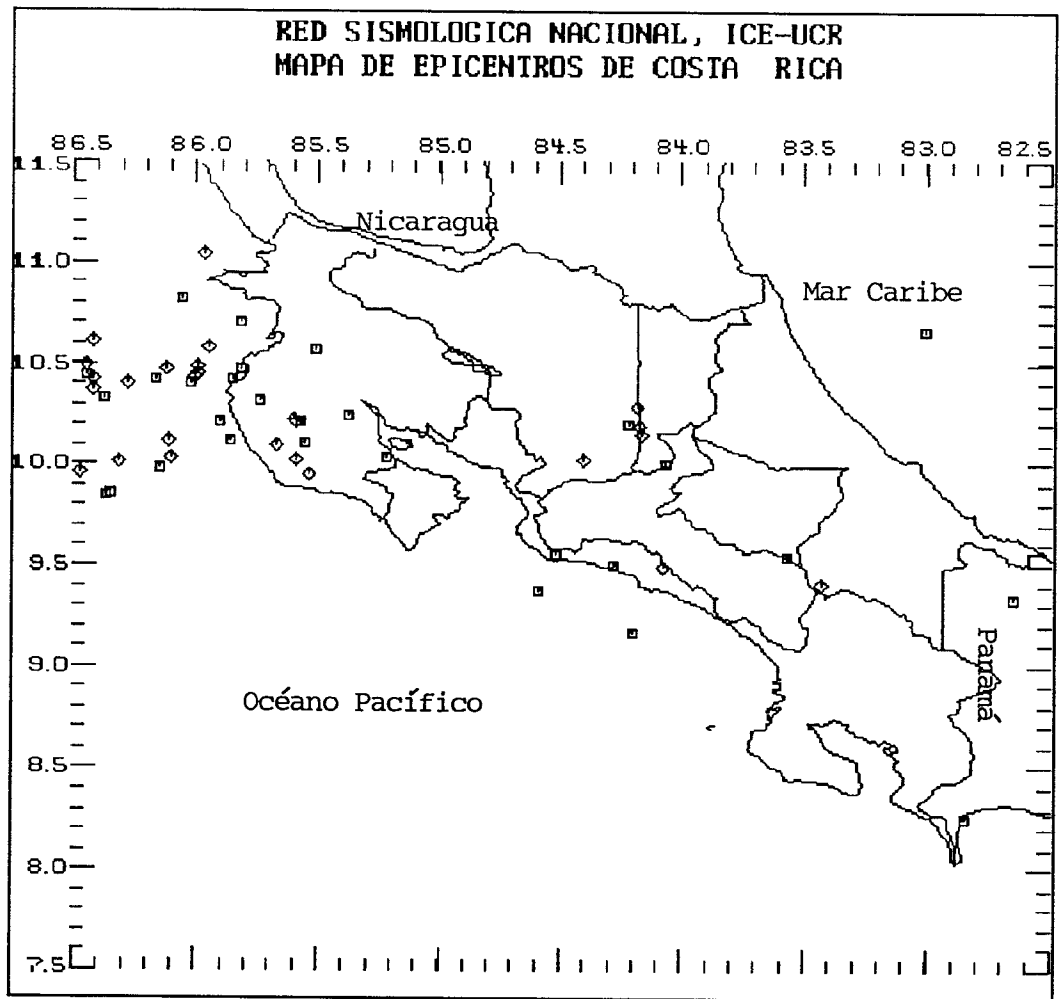 RED SISMOLOGICA NACIONAL, ICE-UCR
MAPA DE EPICENTROS DE COSTA RICA
86.5 86.0 85.5 85.0 84.5 84.0 83.5 83.0 82.5
11.5
Nicaragua
11.0
Mar Caribe
10.5
10.0
9.5
9.0
Panamá
Océano Pacífico
8.5
8.0
7.5